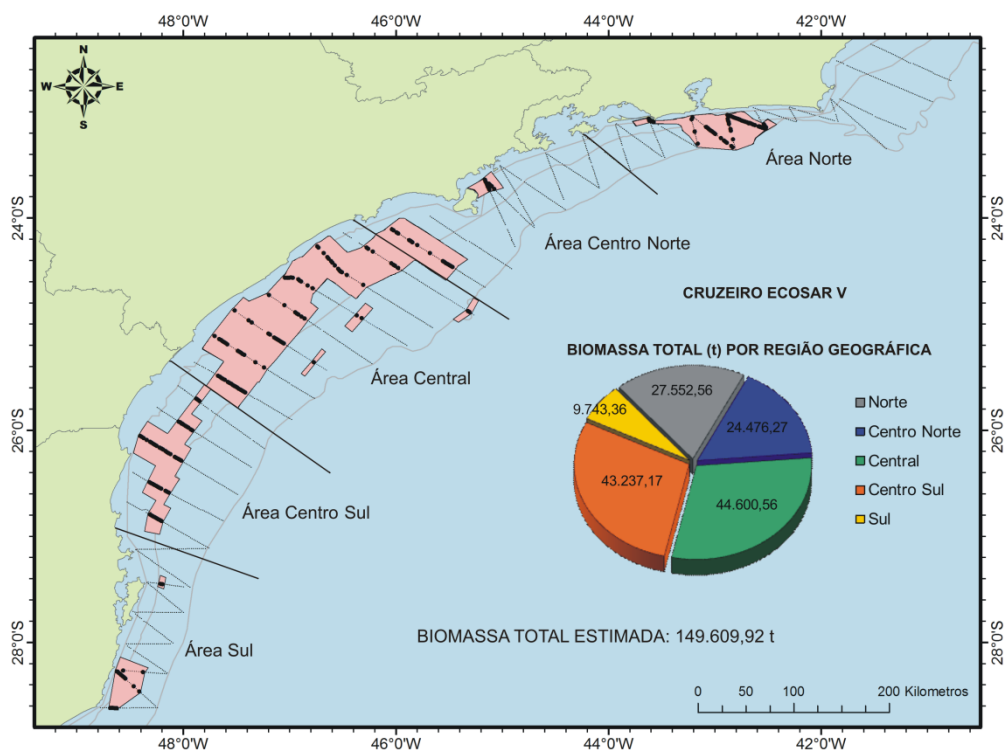 48°0'W
46°0'W
44°0'W
42°0'W
N
W
E
S
24°0'S
26°0'S
28°0'S
24°0'S
26°0'S
28°0'S
Área Norte
Área Centro Norte
Área Central
Área Centro Sul
Área Sul
CRUZEIRO ECOSAR V
BIOMASSA TOTAL (t) POR REGIÃO GEOGRÁFICA
27.552,56
9.743,36
24.476,27
43.237,17
44.600,56
Norte
Centro Norte
Central
Centro Sul
Sul
BIOMASSA TOTAL ESTIMADA: 149.609,92 t
0 50 100 200 Kilometros
48°0'W
46°0'W
44°0'W
42°0'W